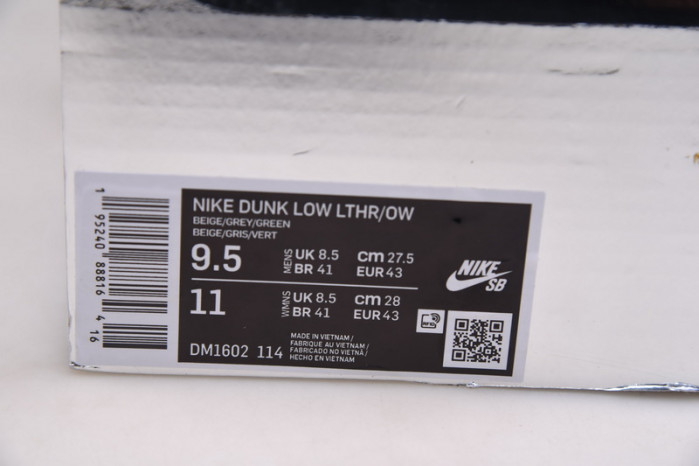 1 95240 88816 4 16
NIKE DUNK LOW LTHR/OW
BEIGE/GREY/GREEN
BEIGE/GRIS/VERT
9.5 MENS UK 8.5 cm 27.5
BR 41 EUR 43
11 WMNS UK 8.5 cm 28
BR 41 EUR 43
DM1602 114
MADE IN VIETNAM/
FABRIQUE AU VIETNAM/
FABRICADO NO VIETNÃ/
HECHO EN VIETNAM
NIKE
SB
RFID